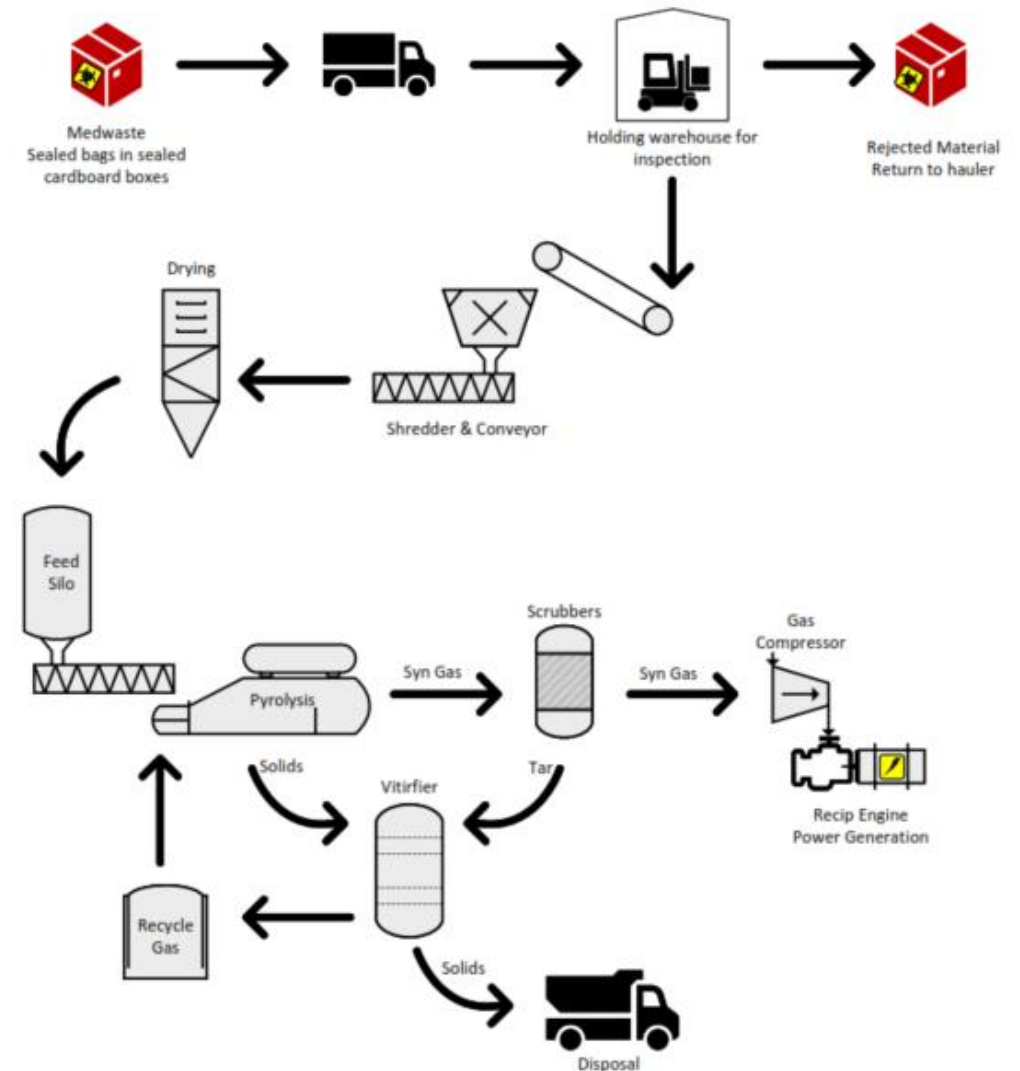 Medwaste
Sealed bags in sealed
cardboard boxes
Holding warehouse for
inspection
Rejected Material
Return to hauler
Drying
Shredder & Conveyor
Feed
Silo
Pyrolysis
Syn Gas
Scrubbers
Syn Gas
Gas
Compressor
Solids
Tar
Vitirfier
Recip Engine
Power Generation
Recycle
Gas
Solids
Disposal